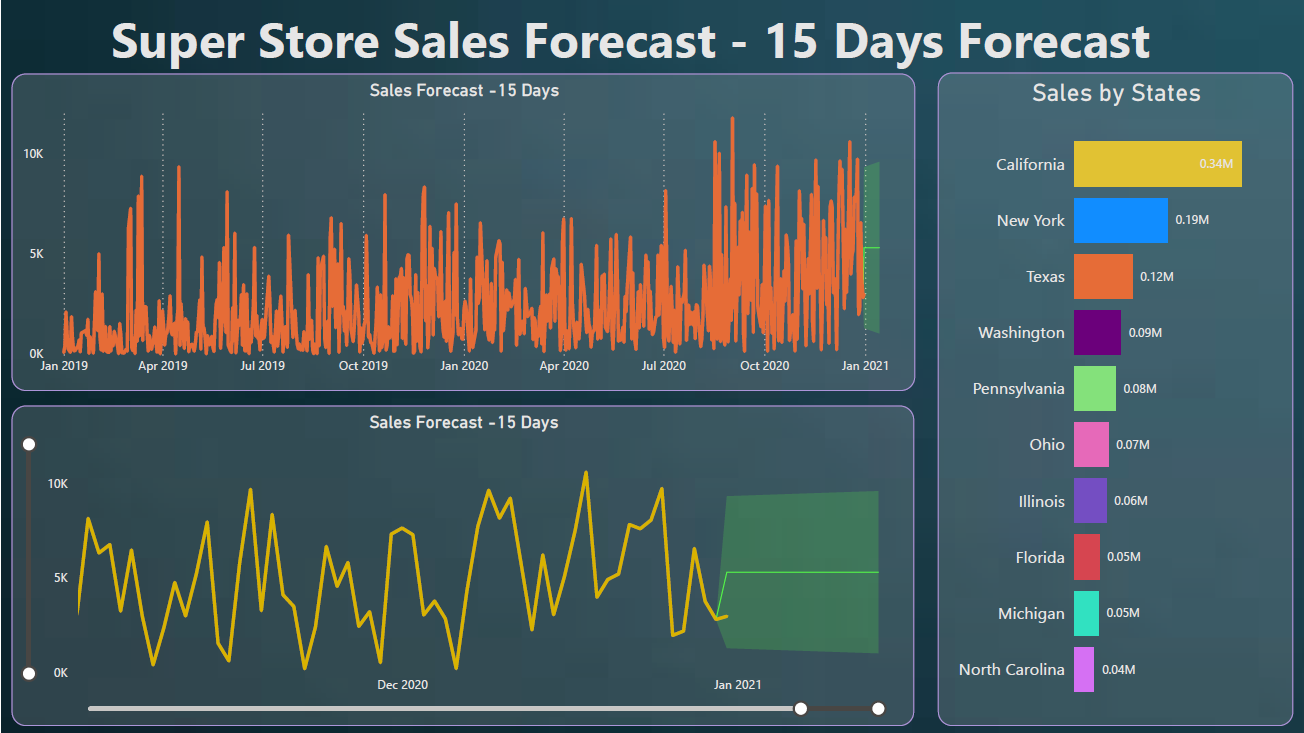 Super Store Sales Forecast - 15 Days Forecast
Sales Forecast -15 Days
10K
5K
0K
Jan 2019 Apr 2019 Jul 2019 Oct 2019 Jan 2020 Apr 2020 Jul 2020 Oct 2020 Jan 2021
Sales Forecast -15 Days
10K
5K
0K
Dec 2020 Jan 2021
Sales by States
California 0.34M
New York 0.19M
Texas 0.12M
Washington 0.09M
Pennsylvania 0.08M
Ohio 0.07M
Illinois 0.06M
Florida 0.05M
Michigan 0.05M
North Carolina 0.04M